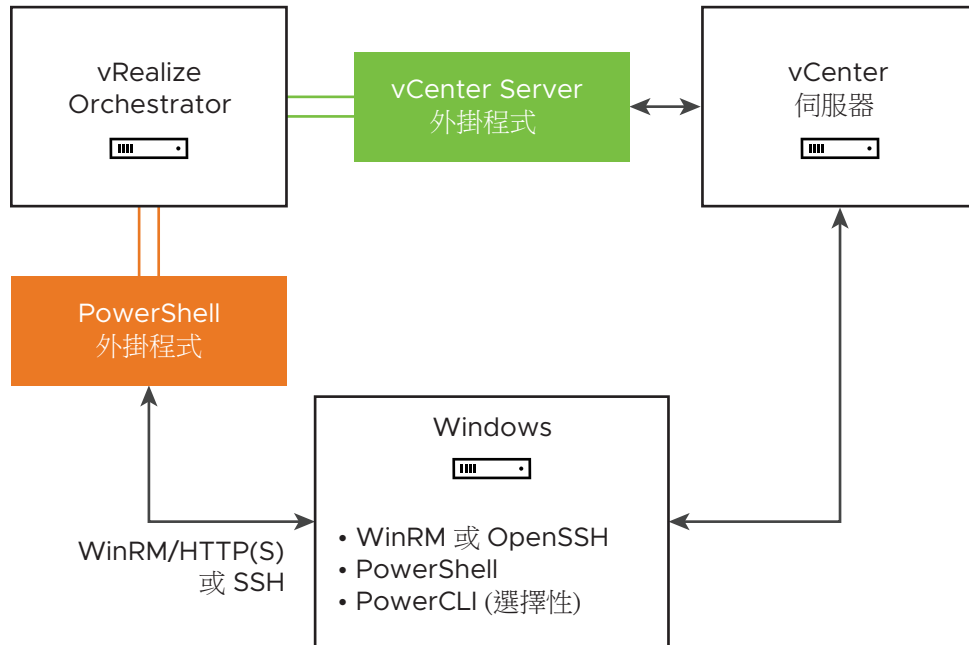 vRealize
Orchestrator
vCenter Server
外掛程式
vCenter
伺服器
PowerShell
外掛程式
WinRM/HTTP(S)
或 SSH
Windows
• WinRM 或 OpenSSH
• PowerShell
• PowerCLI (選擇性)